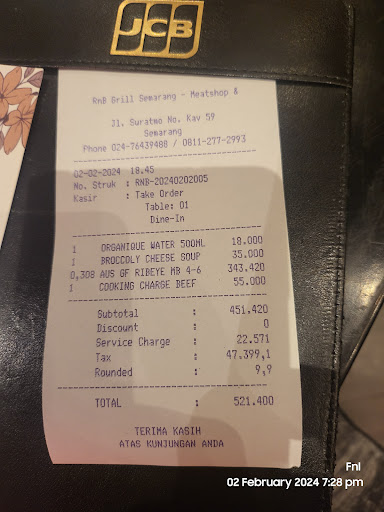 JCB
RnB Grill Semarang - Meatshop &
Jl. Suratmo No. Kav 59
Semarang
Phone 024-76439488 / 0811-277-2993
02-02-2024 18.45
No. Struk : RNB-20240202005
Kasir : Take Order
Table: 01
Dine-In
1 ORGANIQUE WATER 500ML 18.000
1 BROCCOLY CHEESE SOUP 35.000
0,308 AUS GF RIBEYE MB 4-6 343.420
1 COOKING CHARGE BEEF 55.000
Subtotal : 451.420
Discount : 0
Service Charge : 22.571
Tax : 47.399,1
Rounded : 9,9
TOTAL : 521.400
TERIMA KASIH
ATAS KUNJUNGAN ANDA
Fnl
02 February 2024 7:28 pm